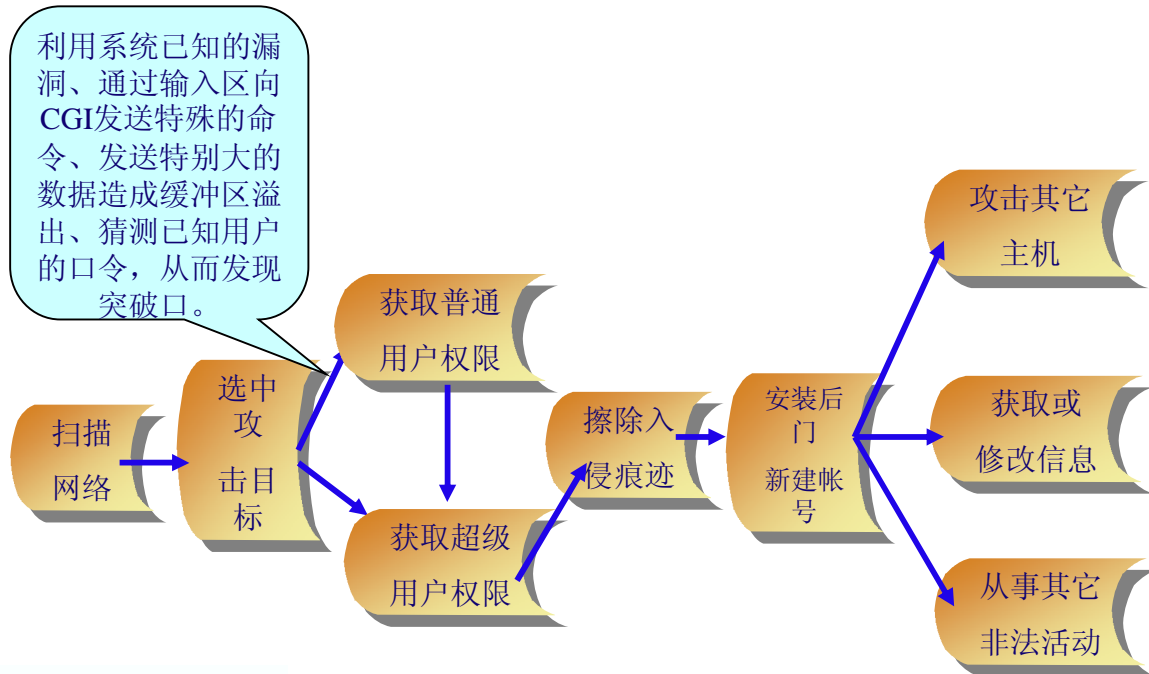 利用系统已知的漏
洞、通过输入区向
CGI发送特殊的命
令、发送特别大的
数据造成缓冲区溢
出、猜测已知用户
的口令，从而发现
突破口。
扫描
网络
选中
攻
击目
标
获取普通
用户权限
获取超级
用户权限
擦除入
侵痕迹
安装后
门
新建帐
号
攻击其它
主机
获取或
修改信息
从事其它
非法活动